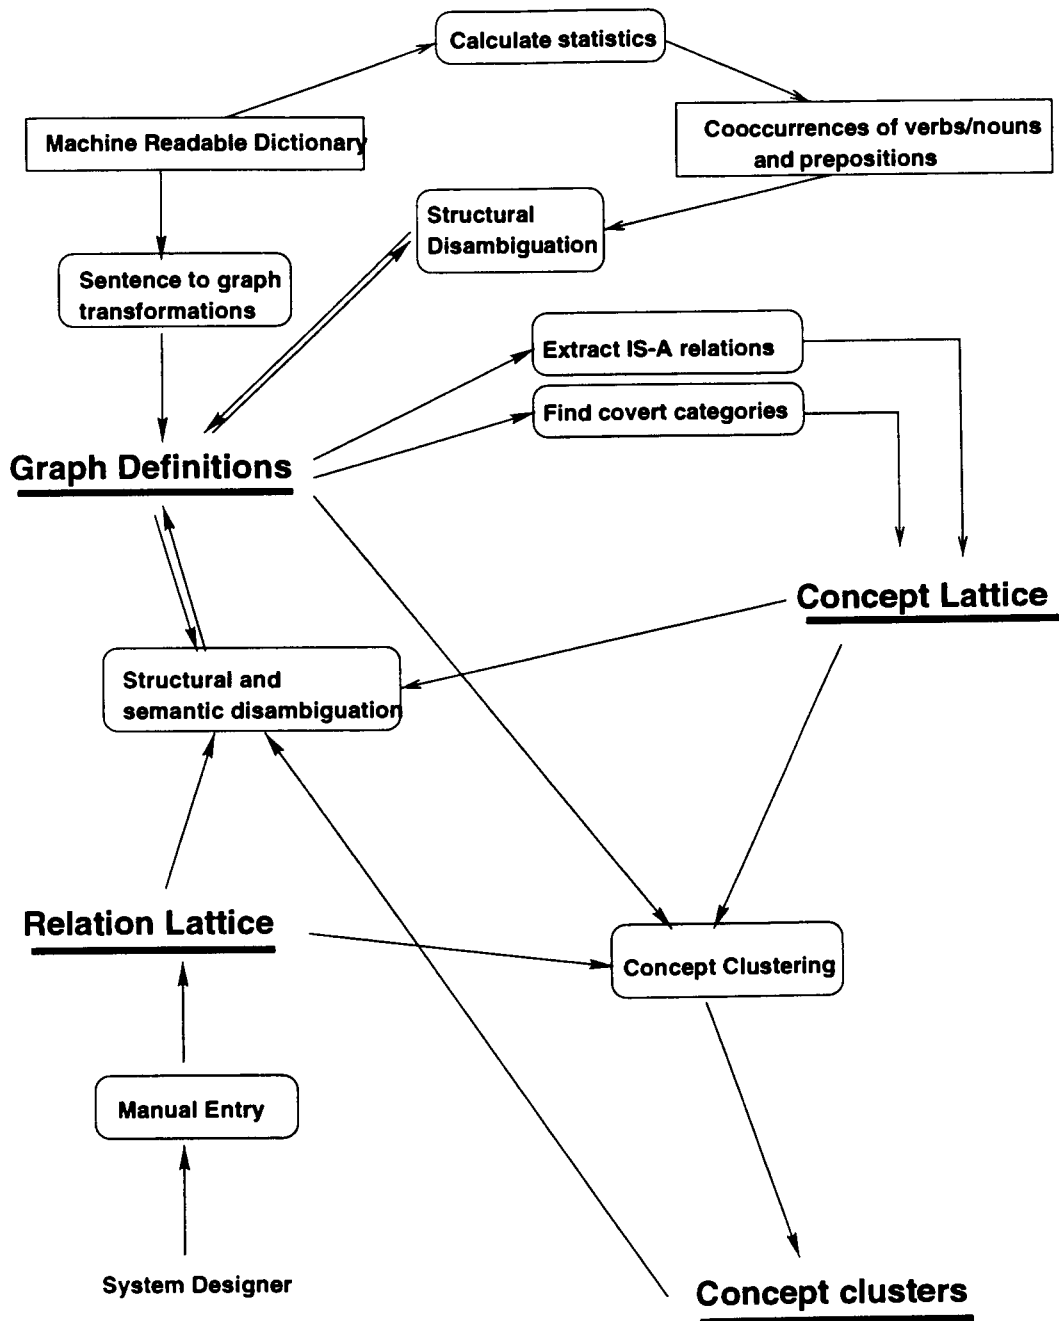 Calculate statistics
Machine Readable Dictionary
Cooccurrences of verbs/nouns
and prepositions
Structural
Disambiguation
Sentence to graph
transformations
Extract IS-A relations
Find covert categories
Graph Definitions
Concept Lattice
Structural and
semantic disambiguation
Relation Lattice
Concept Clustering
Manual Entry
System Designer
Concept clusters